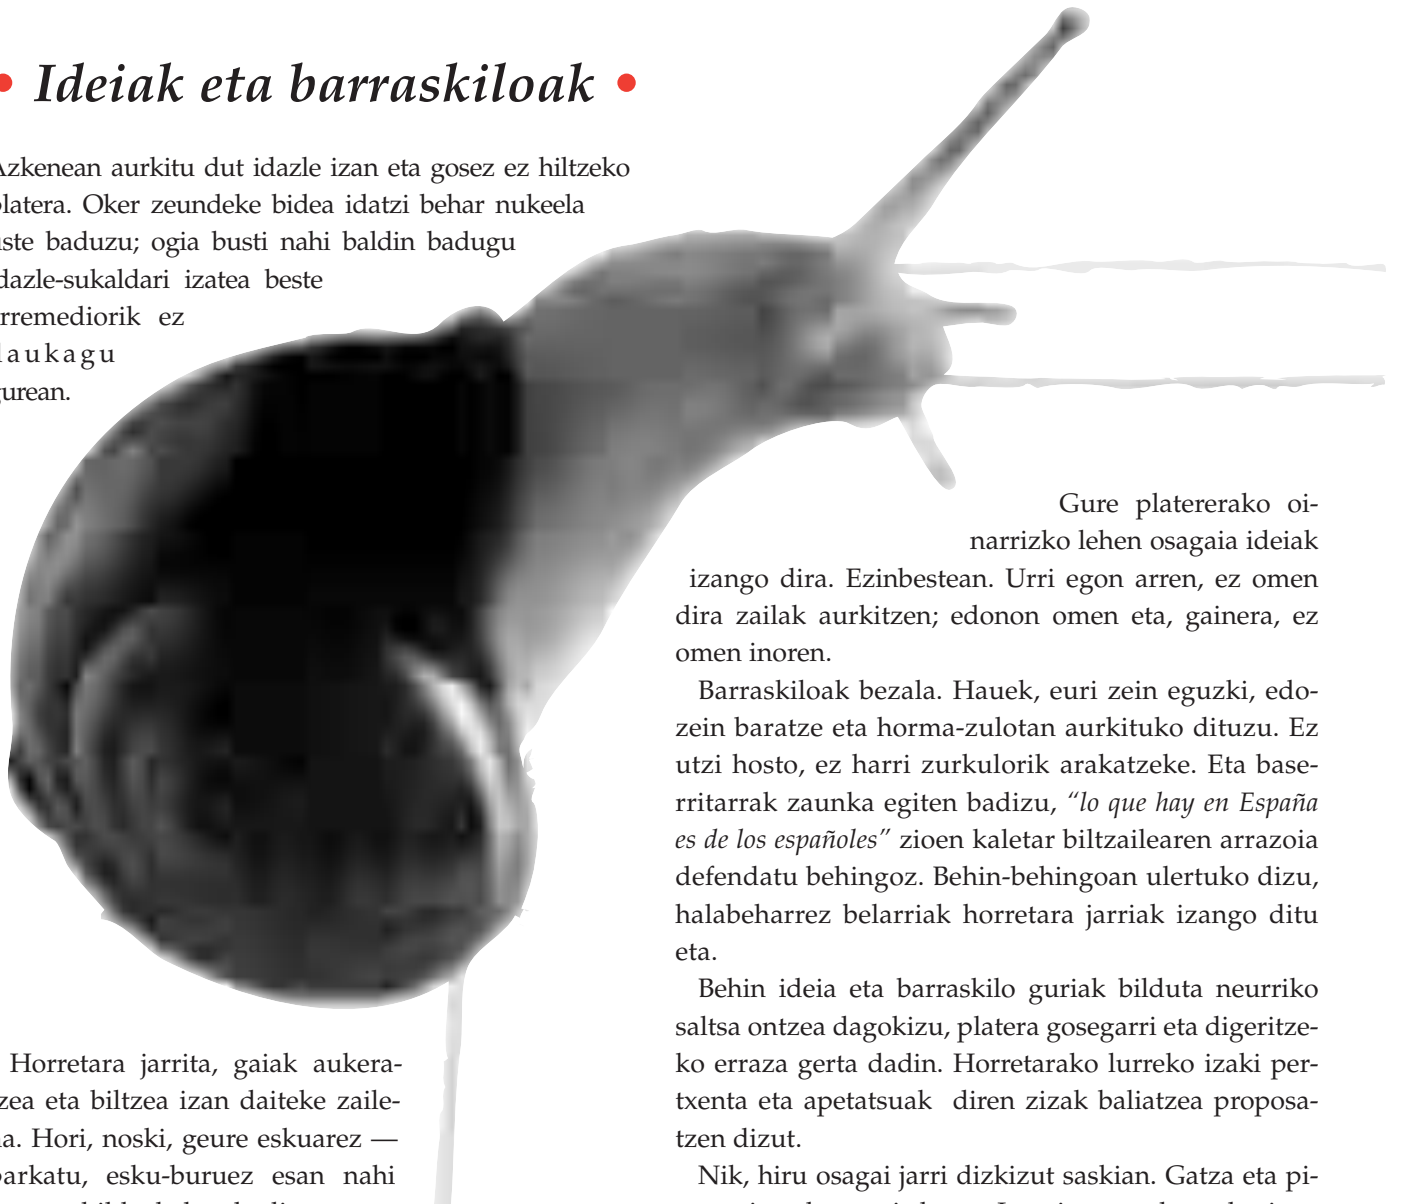 • Ideiak eta barraskiloak •
Azkenean aurkitu dut idazle izan eta gosez ez hiltzeko
platera. Oker zeundeke bidea idatzi behar nukeela
uste baduzu; ogia busti nahi baldin badugu
idazle-sukaldari izatea beste
erremediorik ez
daukagu
gurean.
Horretara jarrita, gaiak aukera-
tzea eta biltzea izan daiteke zaile-
na. Hori, noski, geure eskuarez —
barkatu, esku-buruez esan nahi
Gure platererako oi-
narrizko lehen osagaia ideiak
izango dira. Ezinbestean. Urri egon arren, ez omen
dira zailak aurkitzen; edonon omen eta, gainera, ez
omen inoren.
Barraskiloak bezala. Hauek, euri zein eguzki, edo-
zein baratze eta horma-zulotan aurkituko dituzu. Ez
utzi hosto, ez harri zurkulorik arakatzeke. Eta base-
rritarrak zaunka egiten badizu, “lo que hay en España
es de los españoles” zioen kaletar biltzailearen arrazoia
defendatu behingoz. Behin-behingoan ulertuko dizu,
halabeharrez belarriak horretara jarriak izango ditu
eta.
Behin ideia eta barraskilo guriak bilduta neurriko
saltsa ontzea dagokizu, platera gosegarri eta digeritze-
ko erraza gerta dadin. Horretarako lurreko izaki per-
txenta eta apetatsuak diren zizak baliatzea proposa-
tzen dizut.
Nik, hiru osagai jarri dizkizut saskian. Gatza eta pi-